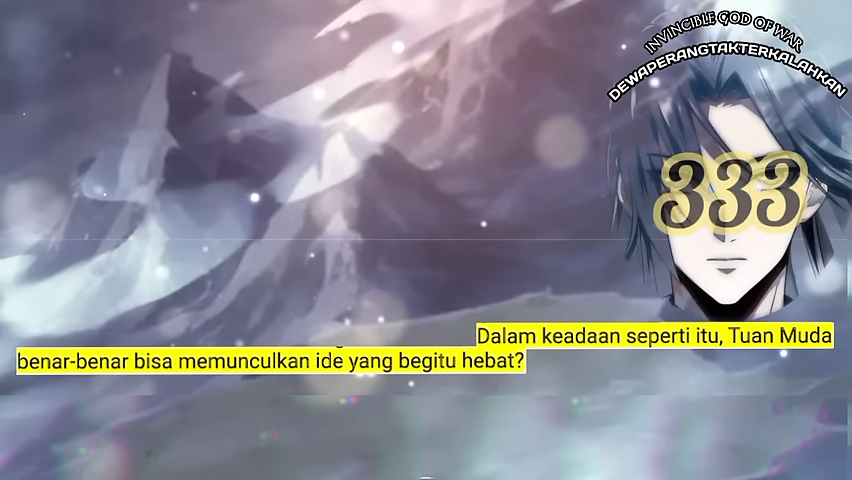 INVINCIBLE GOD OF WAR
DEWAPERANGTAKTERKALAHKAN
333
Dalam keadaan seperti itu, Tuan Muda
benar-benar bisa memunculkan ide yang begitu hebat?